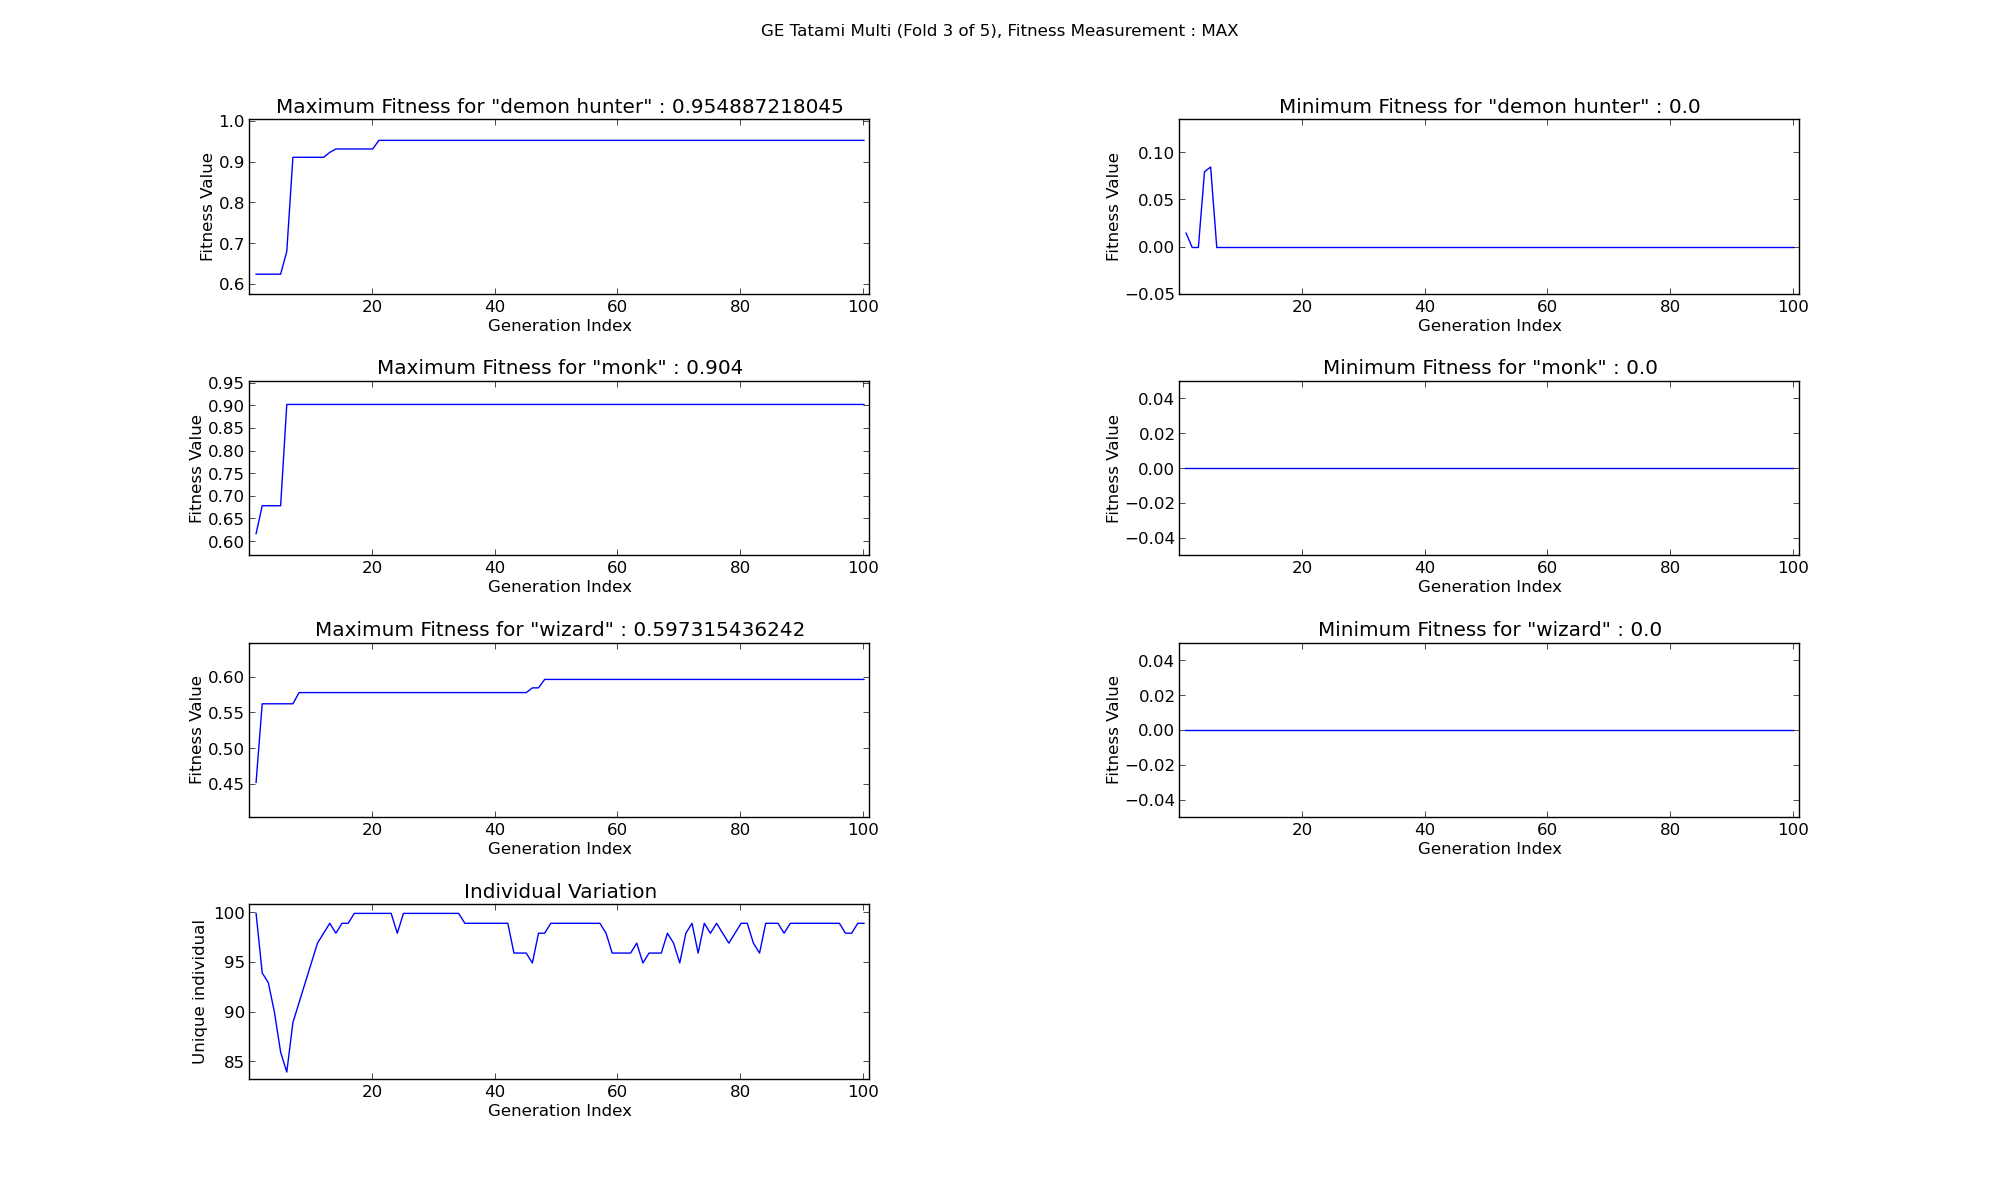 GE Tatami Multi (Fold 3 of 5), Fitness Measurement : MAX
Maximum Fitness for "demon hunter" : 0.954887218045
1.0
0.9
0.8
0.7
0.6
Fitness Value
20 40 60 80 100
Generation Index
Minimum Fitness for "demon hunter" : 0.0
0.10
0.05
0.00
−0.05
Fitness Value
20 40 60 80 100
Generation Index
Maximum Fitness for "monk" : 0.904
0.95
0.90
0.85
0.80
0.75
0.70
0.65
0.60
Fitness Value
20 40 60 80 100
Generation Index
Minimum Fitness for "monk" : 0.0
0.04
0.02
0.00
−0.02
−0.04
Fitness Value
20 40 60 80 100
Generation Index
Maximum Fitness for "wizard" : 0.597315436242
0.60
0.55
0.50
0.45
Fitness Value
20 40 60 80 100
Generation Index
Minimum Fitness for "wizard" : 0.0
0.04
0.02
0.00
−0.02
−0.04
Fitness Value
20 40 60 80 100
Generation Index
Individual Variation
100
95
90
85
Unique individual
20 40 60 80 100
Generation Index